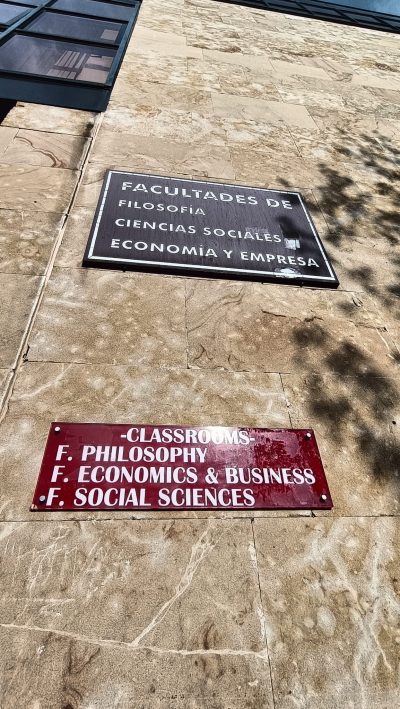 FACULTADES DE
FILOSOFÍA
CIENCIAS SOCIALES
ECONOMÍA Y EMPRESA
-CLASSROOMS-
F. PHILOSOPHY
F. ECONOMICS & BUSINESS
F. SOCIAL SCIENCES